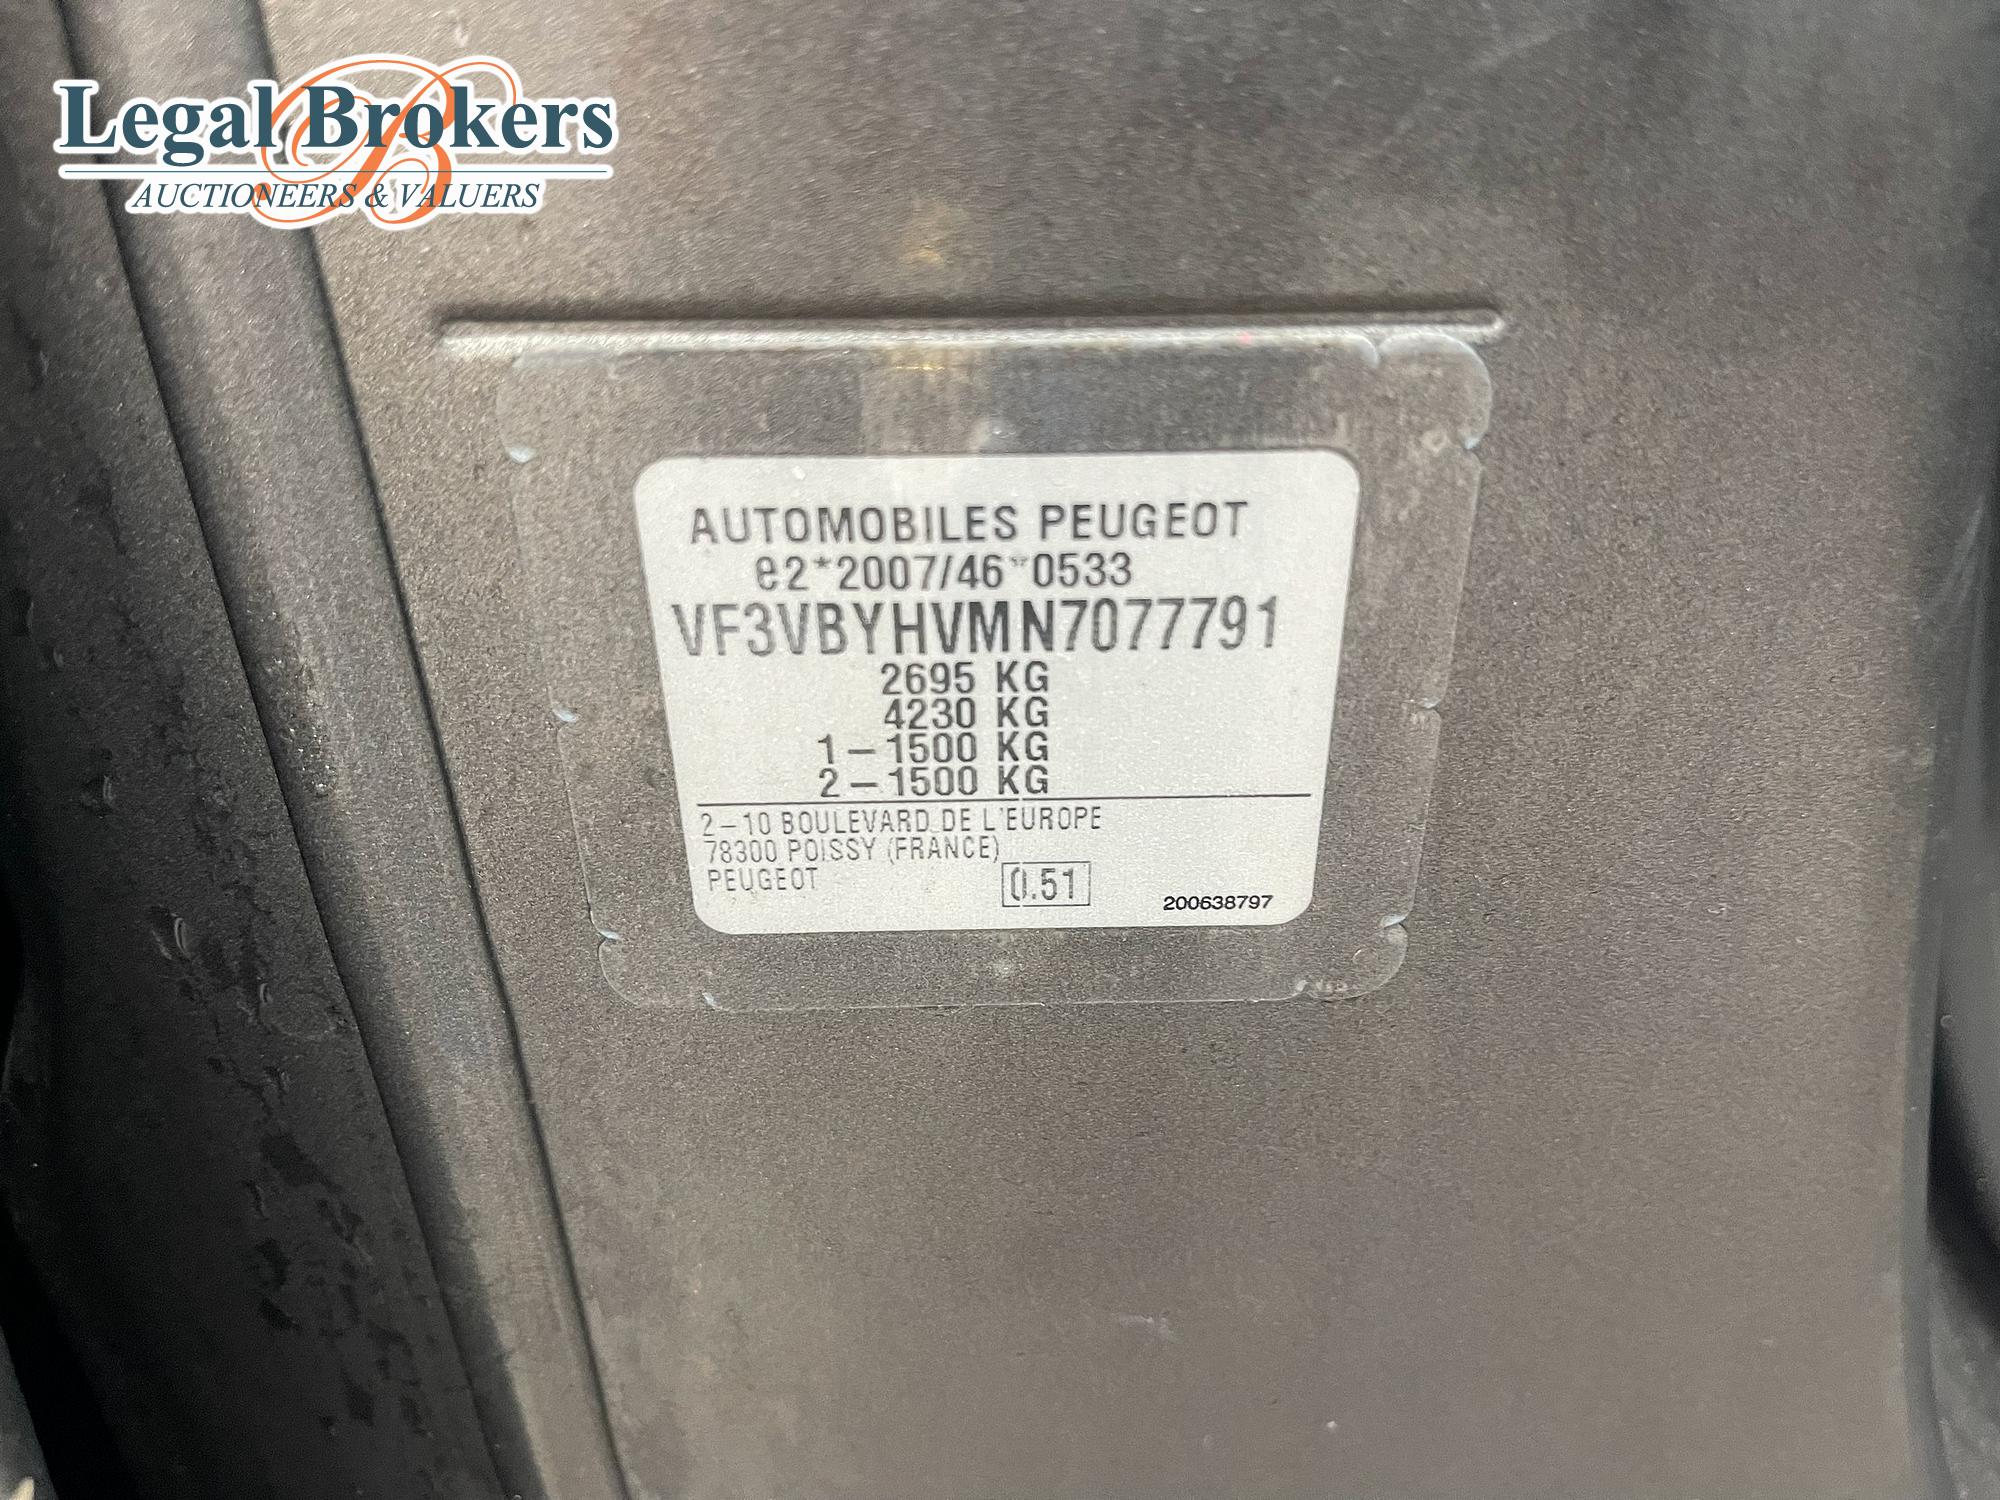 Legal Brokers
AUCTIONEERS & VALUERS
AUTOMOBILES PEUGEOT
e2*2007/46*0533
VF3VBYHVMN7077791
2695 KG
4230 KG
1-1500 KG
2-1500 KG
2-10 BOULEVARD DE L'EUROPE
78300 POISSY (FRANCE)
PEUGEOT
0.51
200638797